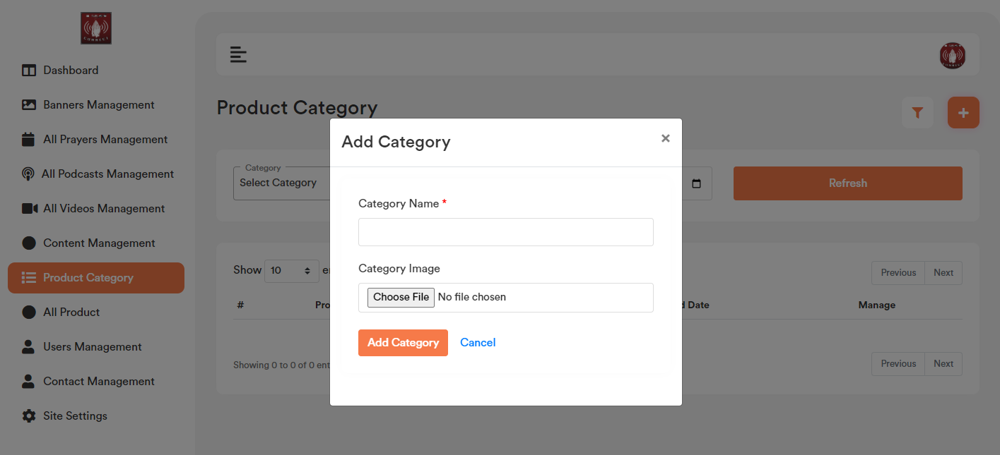 CONNECT
Dashboard
Banners Management
All Prayers Management
All Podcasts Management
All Videos Management
Content Management
Product Category
All Product
Users Management
Contact Management
Site Settings
Product Category
Category
Select Category
Refresh
Show 10
Previous Next
# Pro
d Date Manage
Showing 0 to 0 of 0 ent
Previous Next
Add Category ×
Category Name *
Category Image
Choose File No file chosen
Add Category Cancel